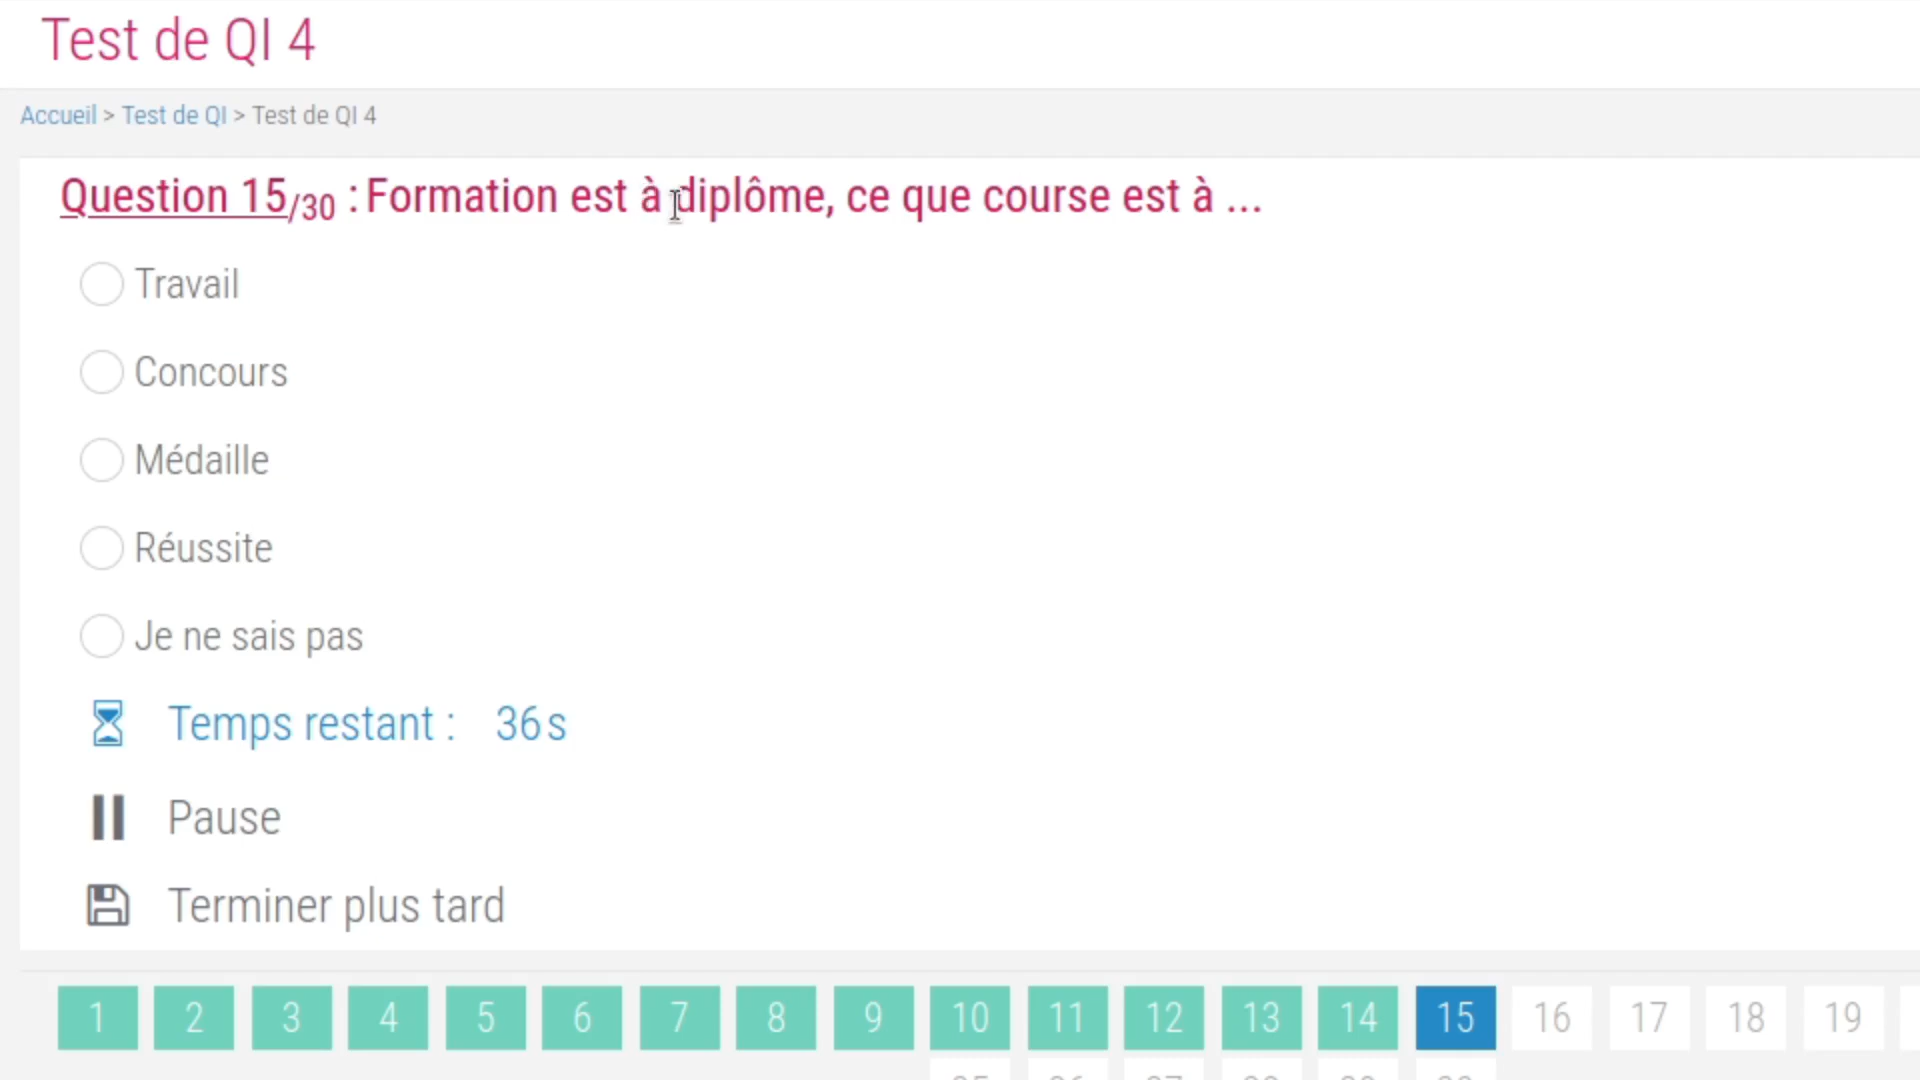 Test de QI 4
Accueil > Test de QI > Test de QI 4
Question 15/30 : Formation est à diplôme, ce que course est à ...
Travail
Concours
Médaille
Réussite
Je ne sais pas
Temps restant : 36 s
Pause
Terminer plus tard
1 2 3 4 5 6 7 8 9 10 11 12 13 14 15 16 17 18 19